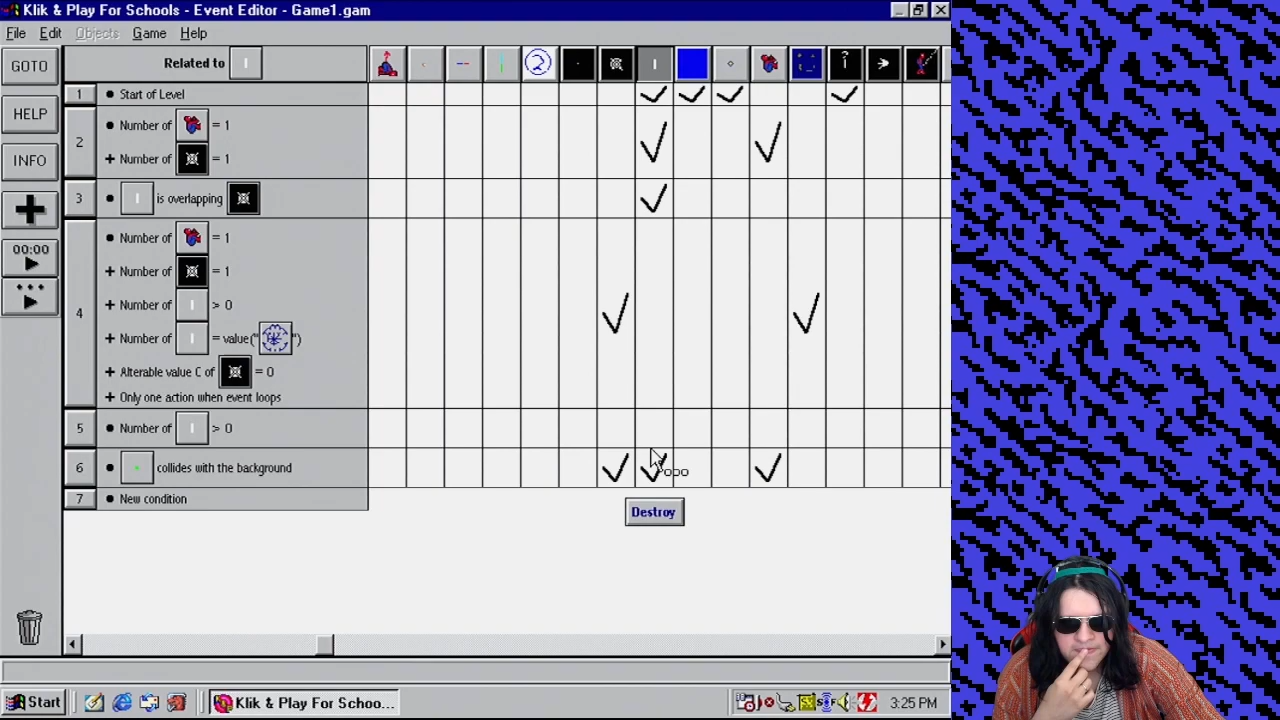 Klik & Play For Schools - Event Editor - Game1.gam
File Edit Objects Game Help
GOTO
HELP
INFO
00:00
Related to
1 • Start of Level
2 • Number of = 1
+ Number of = 1
3 • is overlapping
4 • Number of = 1
+ Number of = 1
+ Number of > 0
+ Number of = value(" ")
+ Alterable value C of = 0
+ Only one action when event loops
5 • Number of > 0
6 • collides with the background
7 • New condition
Destroy
Start
Klik & Play For Schoo...
3:25 PM